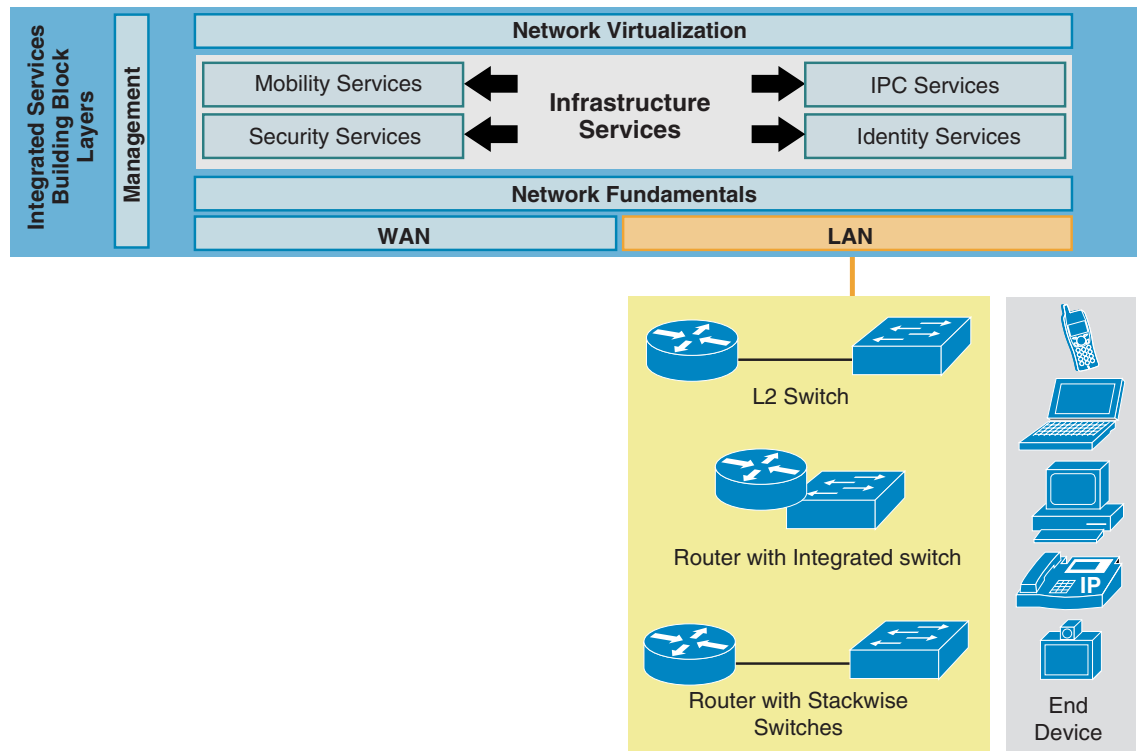 Integrated Services
Building Block
Layers
Management
Network Virtualization
Mobility Services
Security Services
Infrastructure
Services
IPC Services
Identity Services
Network Fundamentals
WAN
LAN
L2 Switch
Router with Integrated switch
Router with Stackwise
Switches
IP
End
Device